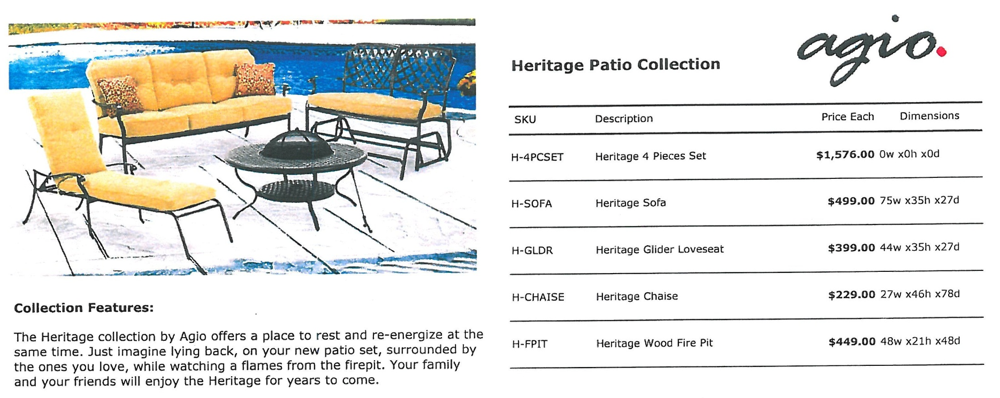 agio.
Heritage Patio Collection
SKU Description Price Each Dimensions
H-4PCSET Heritage 4 Pieces Set $1,576.00 0w x0h x0d
H-SOFA Heritage Sofa $499.00 75w x35h x27d
H-GLDR Heritage Glider Loveseat $399.00 44w x35h x27d
H-CHAISE Heritage Chaise $229.00 27w x46h x78d
H-FPIT Heritage Wood Fire Pit $449.00 48w x21h x48d
Collection Features:
The Heritage collection by Agio offers a place to rest and re-energize at the
same time. Just imagine lying back, on your new patio set, surrounded by
the ones you love, while watching a flames from the firepit. Your family
and your friends will enjoy the Heritage for years to come.